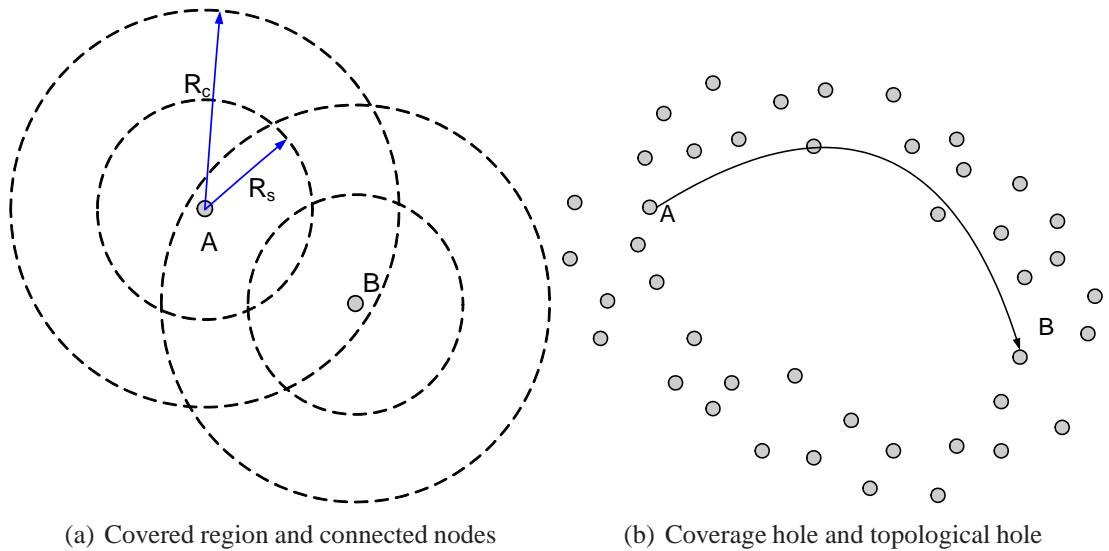 R_c
R_s
A
B
A
B
(a) Covered region and connected nodes
(b) Coverage hole and topological hole